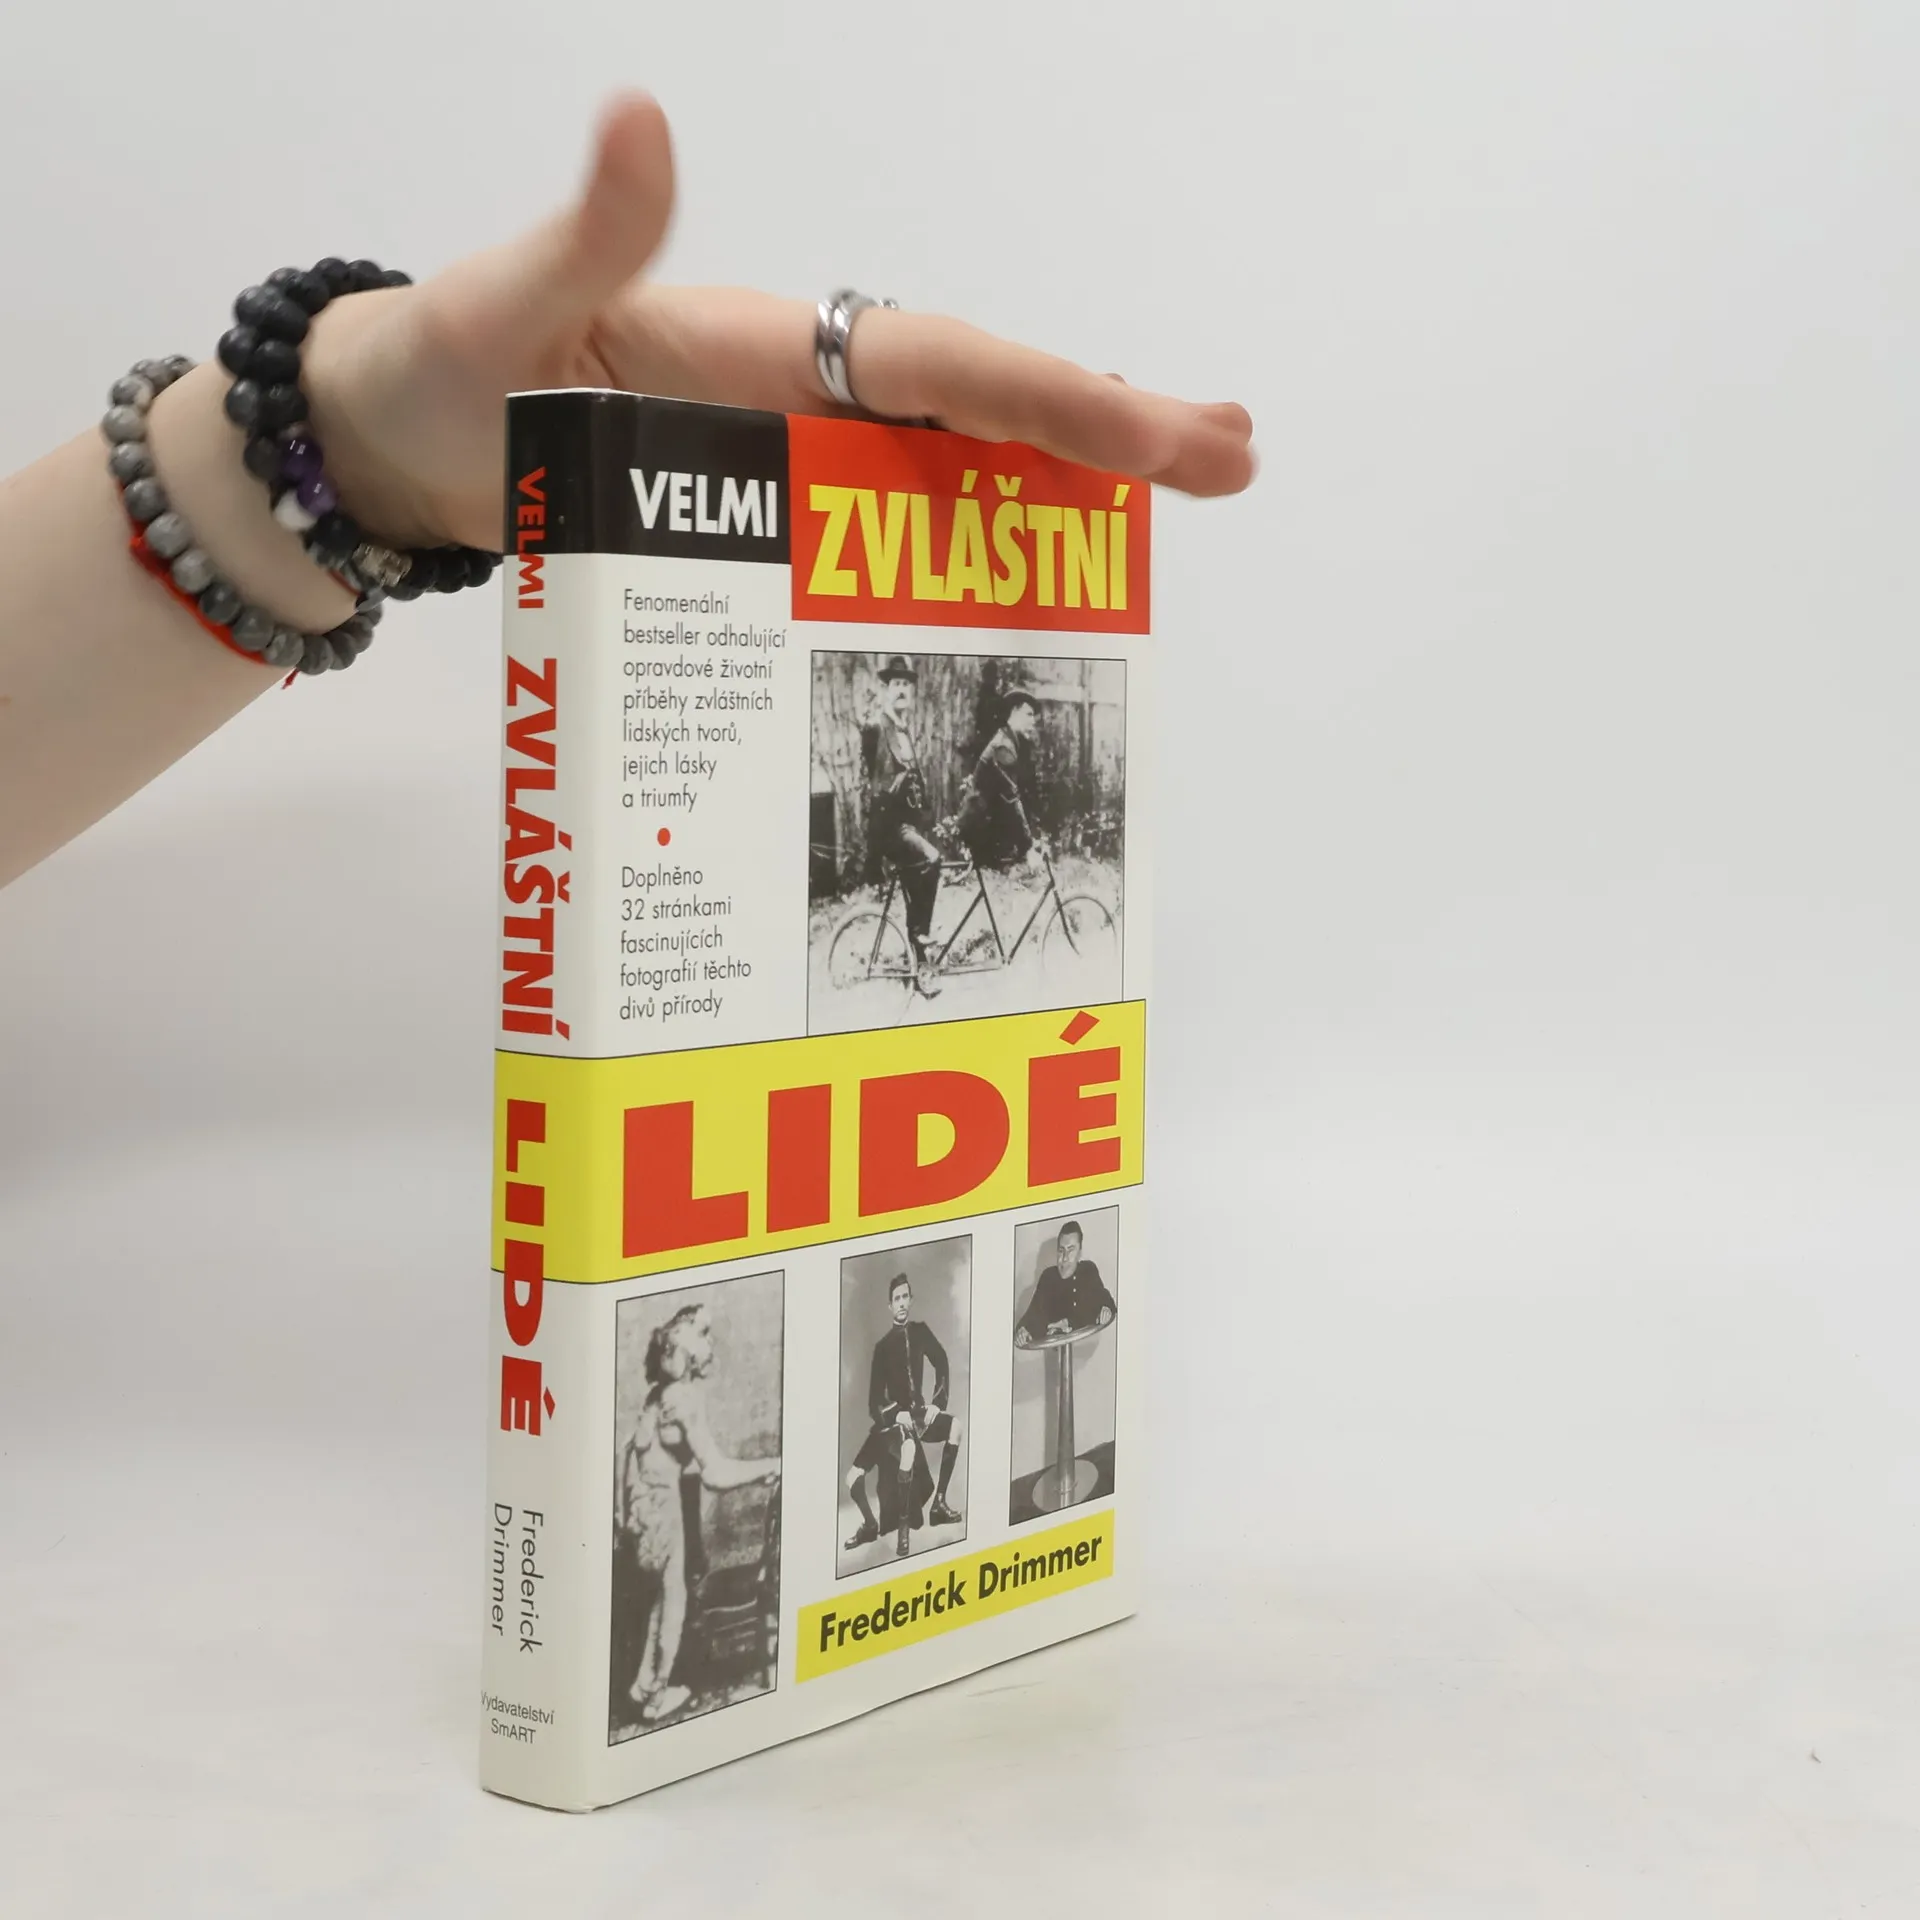 VELMI ZVLÁŠTNÍ
Fenomenální
bestseller odhalující
opravdové životní
příběhy zvláštních
lidských tvorů,
jejich lásky
a triumfy
Doplněno
32 stránkami
fascinujících
fotografií těchto
divů přírody
LIDÉ
Frederick Drimmer
VELMI ZVLÁŠTNÍ LIDÉ
Frederick
Drimmer
Vydavatelství
SmART